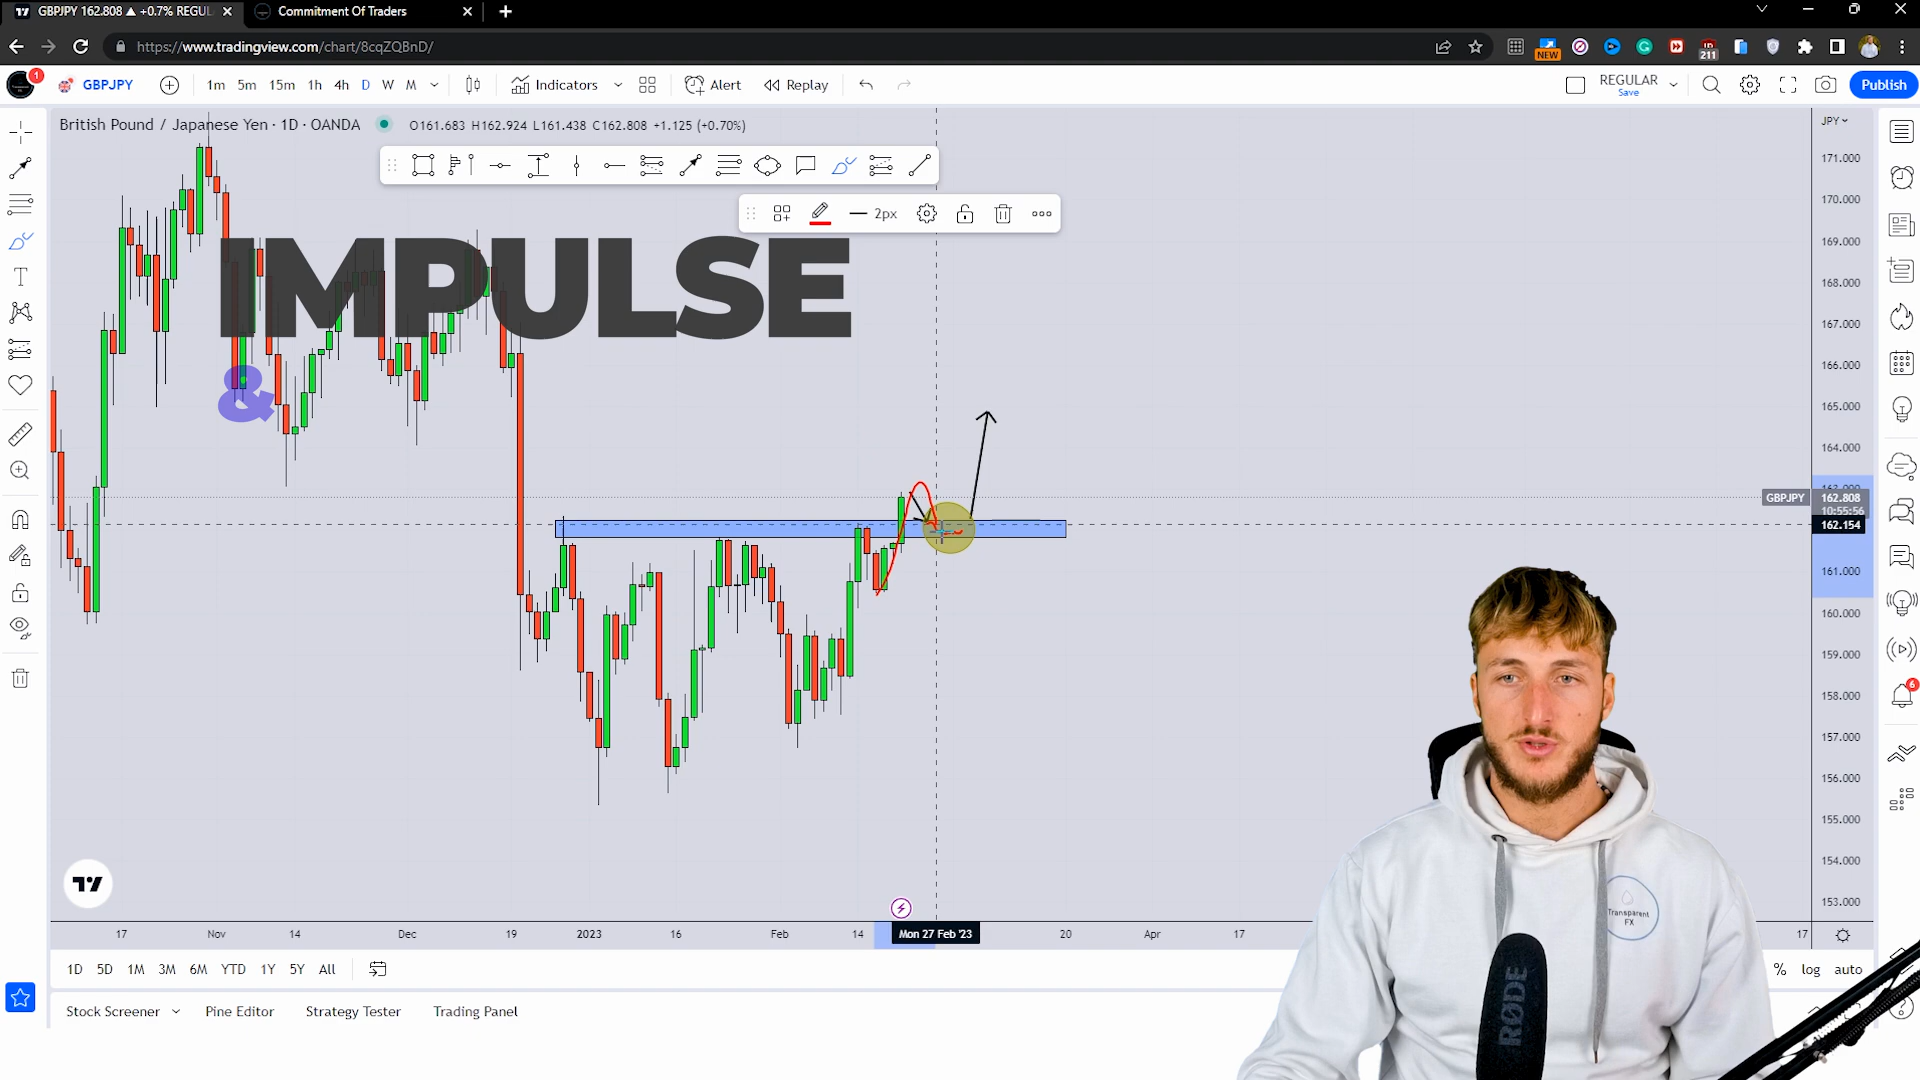 GBPJPY 162.808 ▲ +0.7% REGUL
Commitment Of Traders
https://www.tradingview.com/chart/8cqZQBnD/
NEW
211
1
GBPJPY
1m 5m 15m 1h 4h D W M
Indicators
Alert
Replay
REGULAR
Save
Publish
British Pound / Japanese Yen · 1D · OANDA
O161.683 H162.924 L161.438 C162.808 +1.125 (+0.70%)
JPY
2px
IMPULSE
&
171.000
170.000
169.000
168.000
167.000
166.000
165.000
164.000
GBPJPY 162.808
10:55:56
162.154
161.000
160.000
159.000
158.000
157.000
156.000
155.000
154.000
153.000
6
Transparent
FX
RØDE
17 Nov 14 Dec 19 2023 16 Feb 14 Mon 27 Feb '23 20 Apr 17 17
1D 5D 1M 3M 6M YTD 1Y 5Y All
% log auto
Stock Screener Pine Editor Strategy Tester Trading Panel